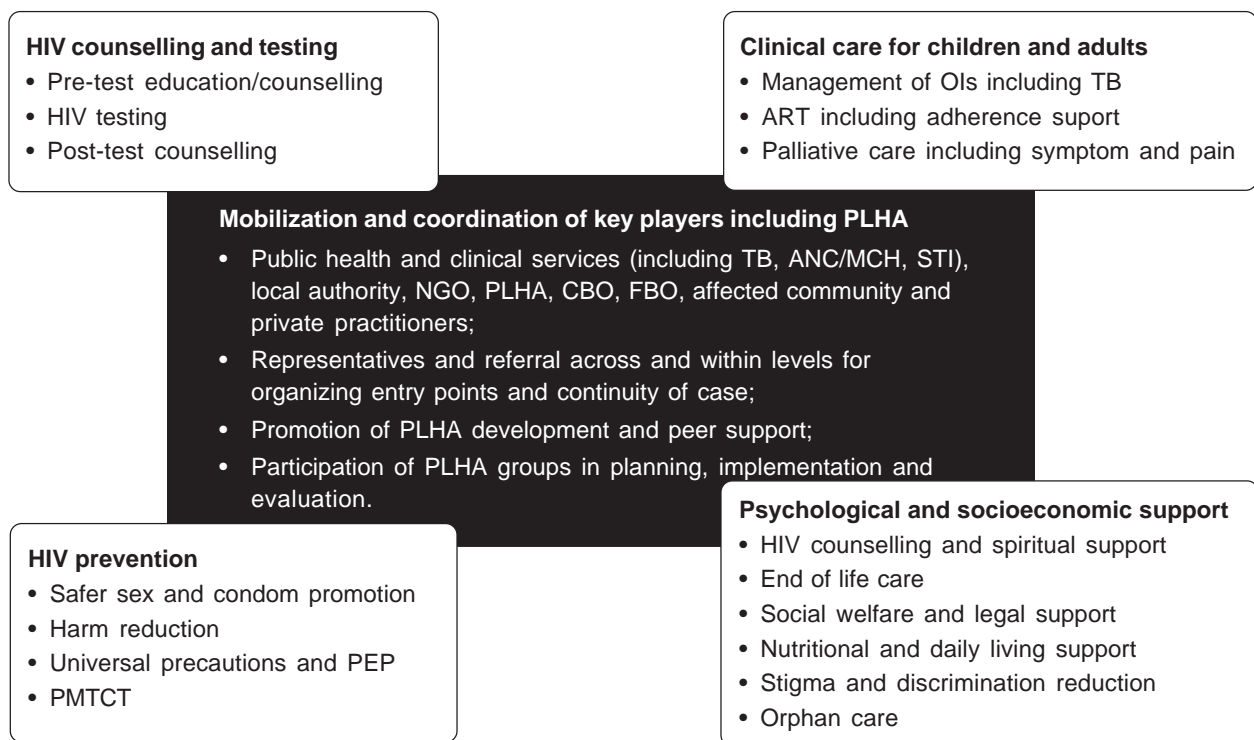 HIV counselling and testing
• Pre-test education/counselling
• HIV testing
• Post-test counselling
Clinical care for children and adults
• Management of OIs including TB
• ART including adherence suport
• Palliative care including symptom and pain
Mobilization and coordination of key players including PLHA
• Public health and clinical services (including TB, ANC/MCH, STI),
local authority, NGO, PLHA, CBO, FBO, affected community and
private practitioners;
• Representatives and referral across and within levels for
organizing entry points and continuity of case;
• Promotion of PLHA development and peer support;
• Participation of PLHA groups in planning, implementation and
evaluation.
HIV prevention
• Safer sex and condom promotion
• Harm reduction
• Universal precautions and PEP
• PMTCT
Psychological and socioeconomic support
• HIV counselling and spiritual support
• End of life care
• Social welfare and legal support
• Nutritional and daily living support
• Stigma and discrimination reduction
• Orphan care